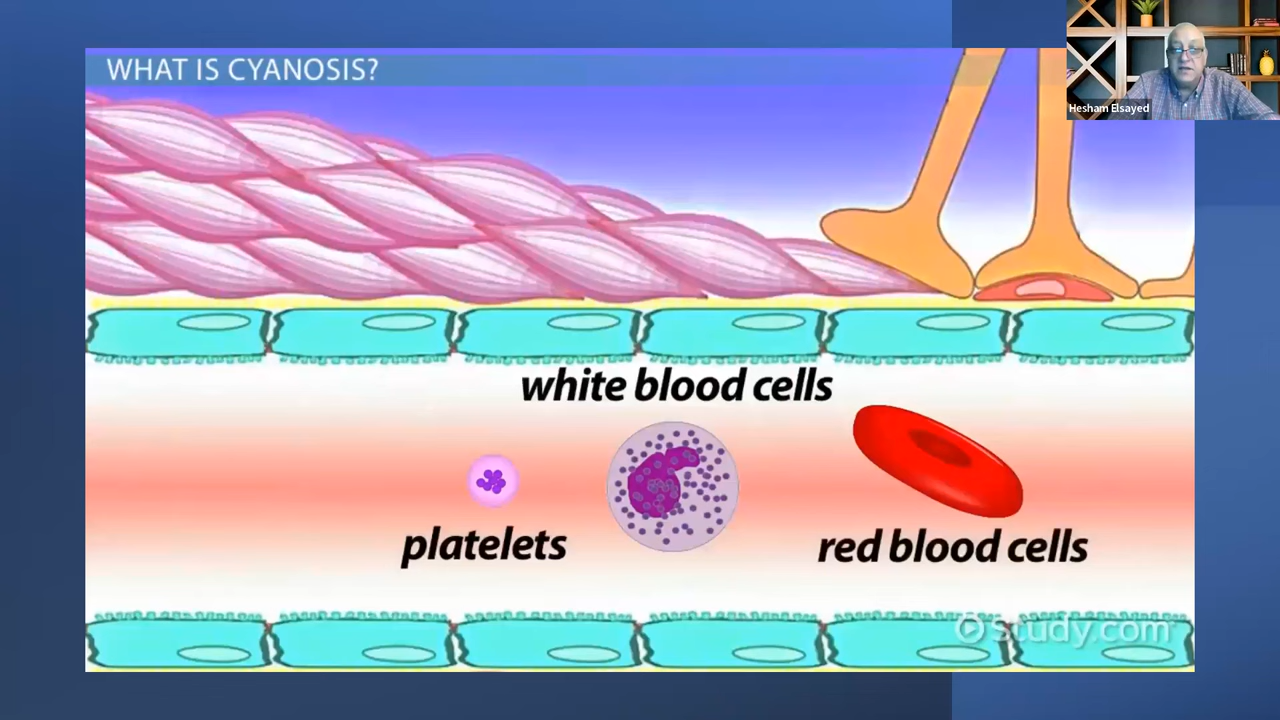 WHAT IS CYANOSIS?
Hesham Elsayed
white blood cells
platelets
red blood cells
Study.com